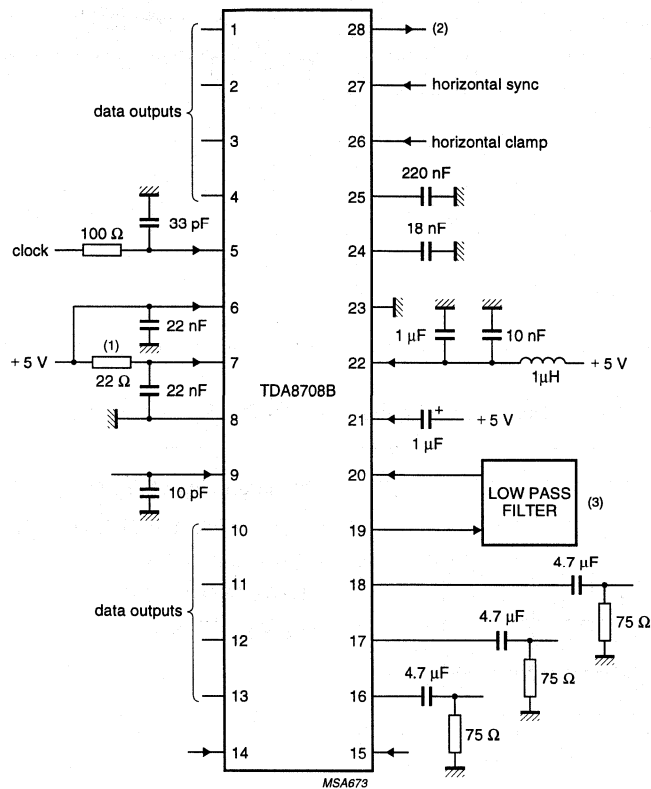 1 28 (2)
2 27 horizontal sync
data outputs
3 26 horizontal clamp
220 nF
4 25
33 pF
18 nF
100 Ω
clock 5 24
6 23
22 nF
1 µF 10 nF
(1)
+ 5 V 7 22 + 5 V
22 Ω 1µH
TDA8708B
22 nF
8 21 + + 5 V
1 µF
9 20
10 pF
LOW PASS
FILTER (3)
10 19
4.7 µF
11 18
data outputs
4.7 µF 75 Ω
12 17
4.7 µF 75 Ω
13 16
75 Ω
14 15
MSA673